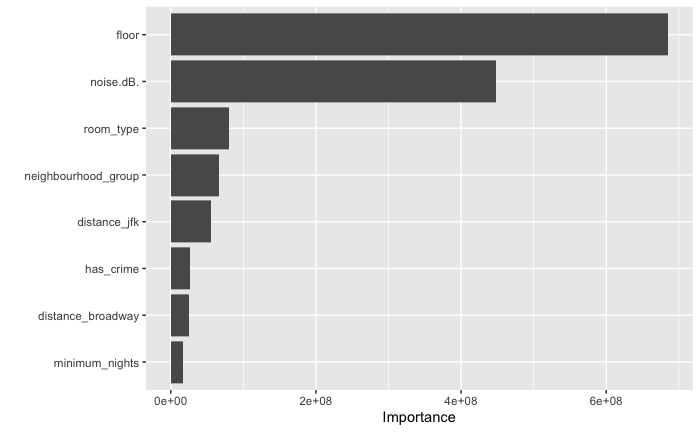 floor
noise.dB.
room_type
neighbourhood_group
distance_jfk
has_crime
distance_broadway
minimum_nights
0e+00 2e+08 4e+08 6e+08
Importance